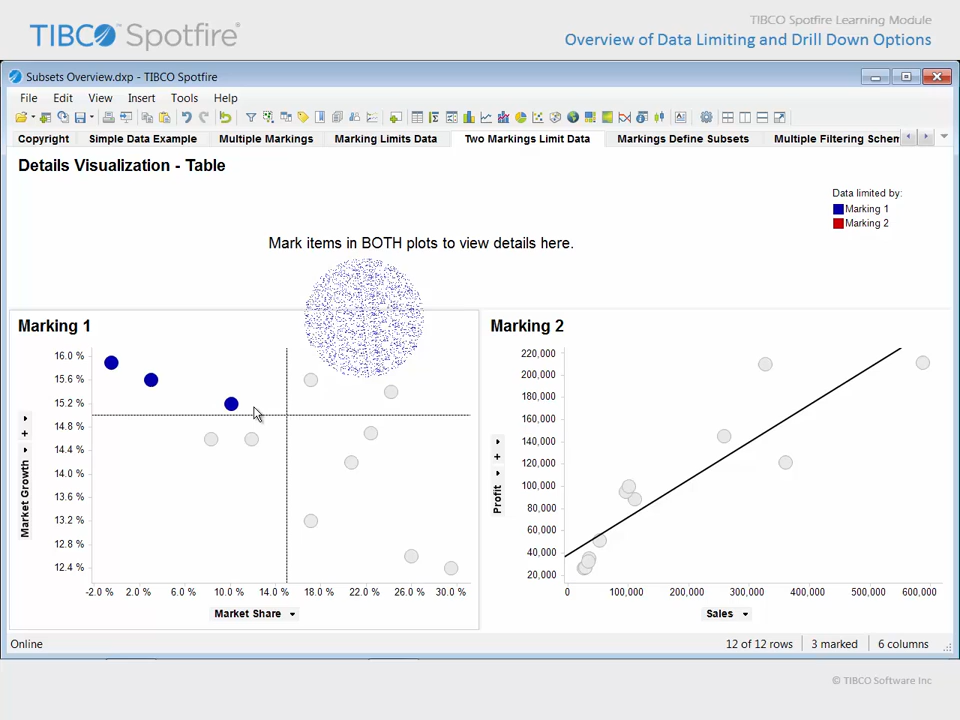 TIBCO Spotfire®
TIBCO Spotfire Learning Module
Overview of Data Limiting and Drill Down Options
Subsets Overview.dxp - TIBCO Spotfire
File Edit View Insert Tools Help
Copyright Simple Data Example Multiple Markings Marking Limits Data Two Markings Limit Data Markings Define Subsets Multiple Filtering Schem
Details Visualization - Table
Data limited by:
Marking 1
Marking 2
Mark items in BOTH plots to view details here.
Marking 1
16.0 %
15.6 %
15.2 %
14.8 %
14.4 %
14.0 %
13.6 %
13.2 %
12.8 %
12.4 %
Market Growth
-2.0 % 2.0 % 6.0 % 10.0 % 14.0 % 18.0 % 22.0 % 26.0 % 30.0 %
Market Share
Marking 2
220,000
200,000
180,000
160,000
140,000
120,000
100,000
80,000
60,000
40,000
20,000
Profit
0 100,000 200,000 300,000 400,000 500,000 600,000
Sales
Online 12 of 12 rows 3 marked 6 columns
© TIBCO Software Inc